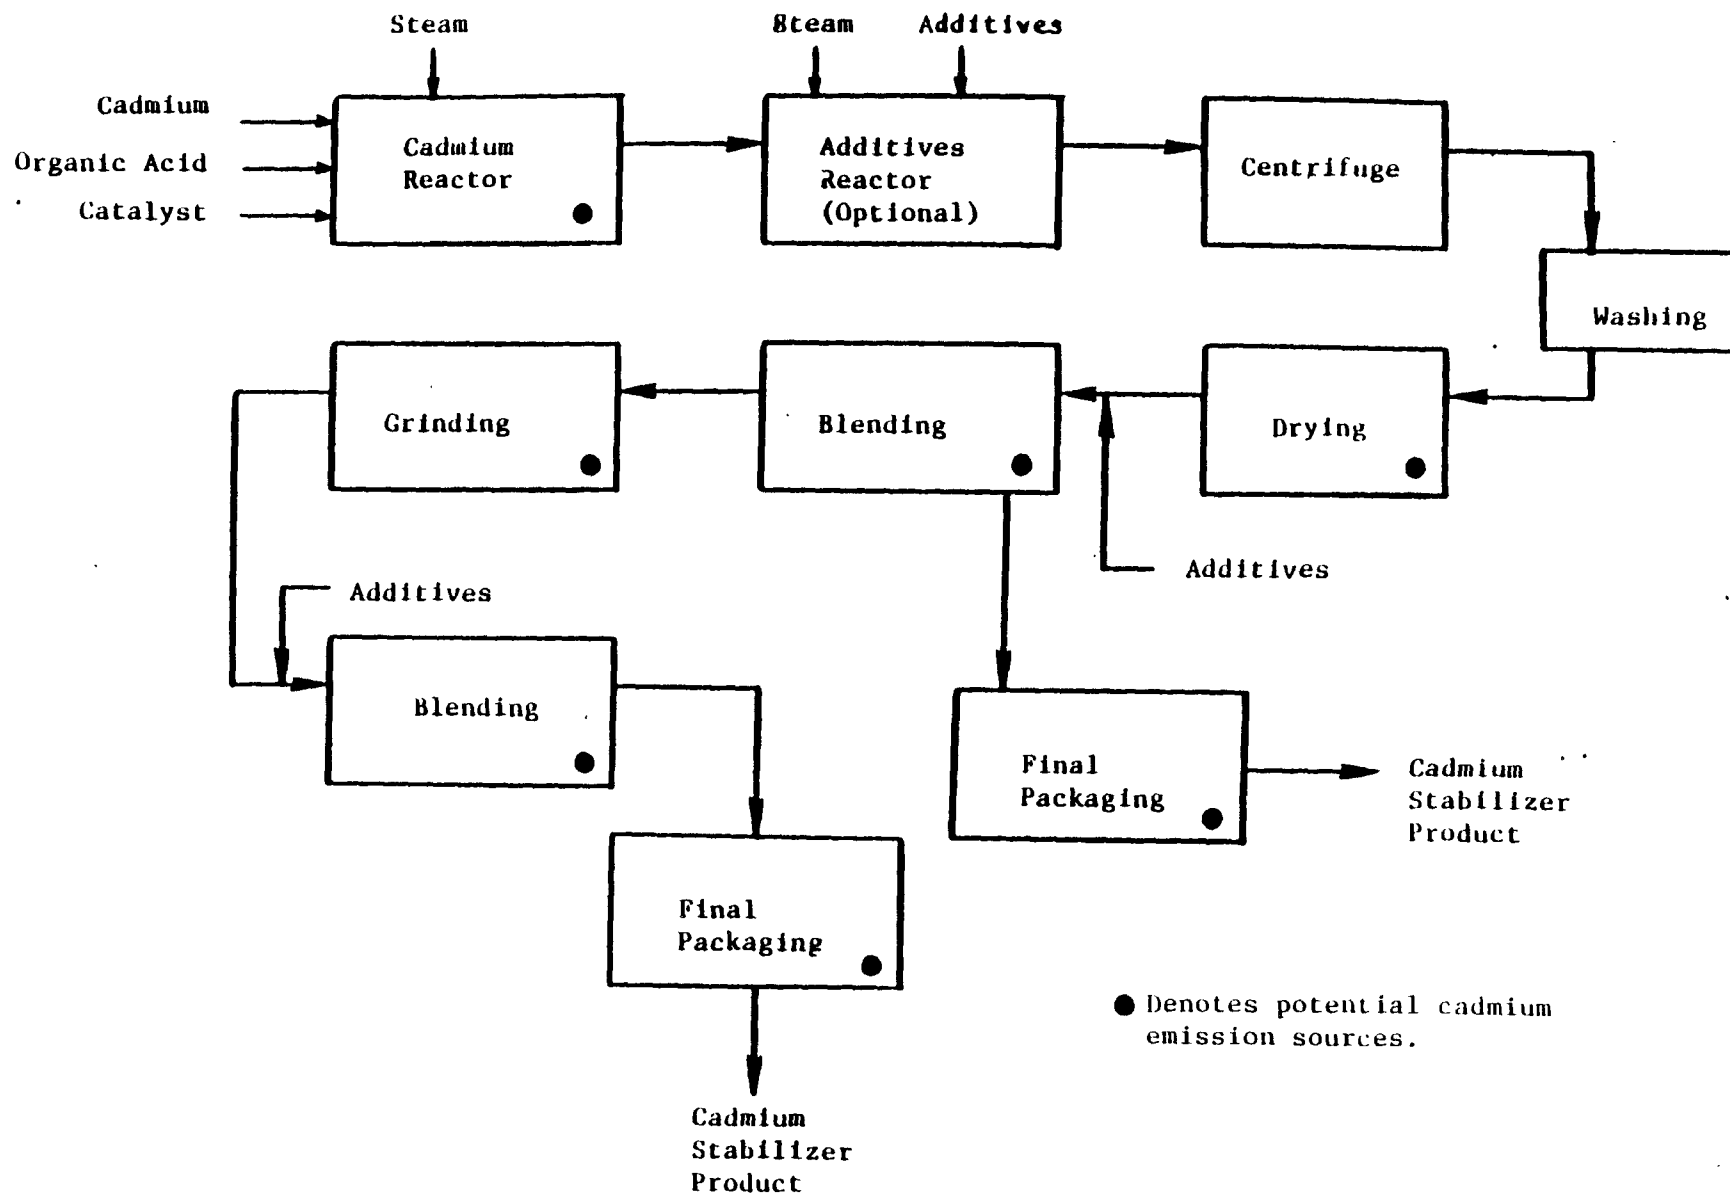 Steam
Steam
Additives
Cadmium
Organic Acid
Catalyst
Cadmium
Reactor
Additives
Reactor
(Optional)
Centrifuge
Washing
Grinding
Blending
Drying
Additives
Additives
Blending
Final
Packaging
Cadmium
Stabilizer
Product
Final
Packaging
Denotes potential cadmium
emission sources.
Cadmium
Stabilizer
Product